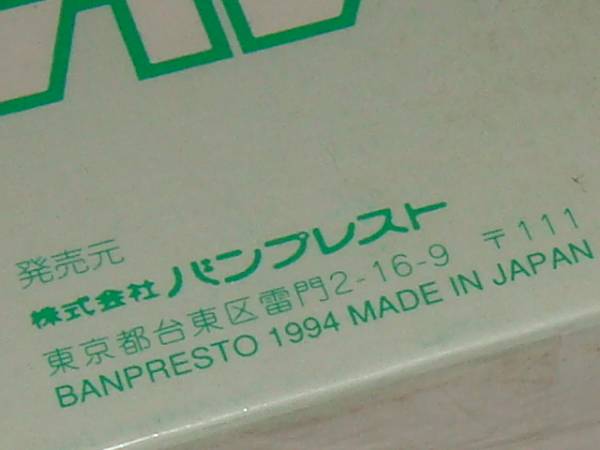 発売元
株式会社 バンプレスト
東京都台東区雷門2-16-9 〒111
BANPRESTO 1994 MADE IN JAPAN